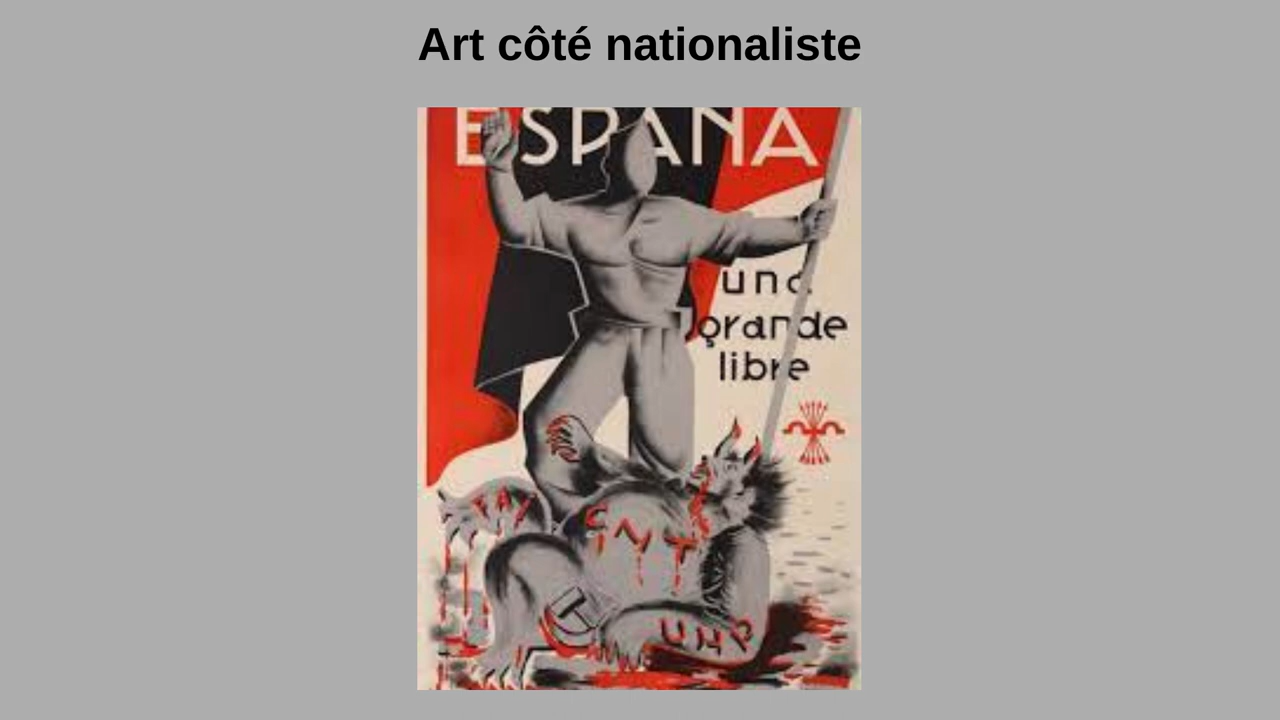 Art côté nationaliste
ESPAÑA
una
grande
libre
FAI
CNT
UHP